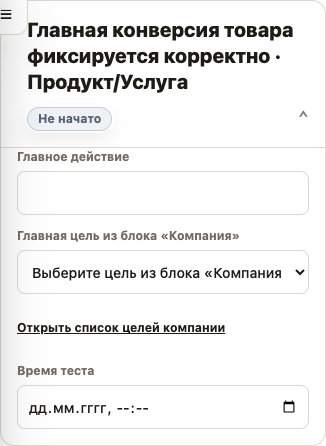 Главная конверсия товара
фиксируется корректно ·
Продукт/Услуга
Не начато
Главное действие
Главная цель из блока «Компания»
Выберите цель из блока «Компания
Открыть список целей компании
Время теста
дд.мм.гггг, --:--